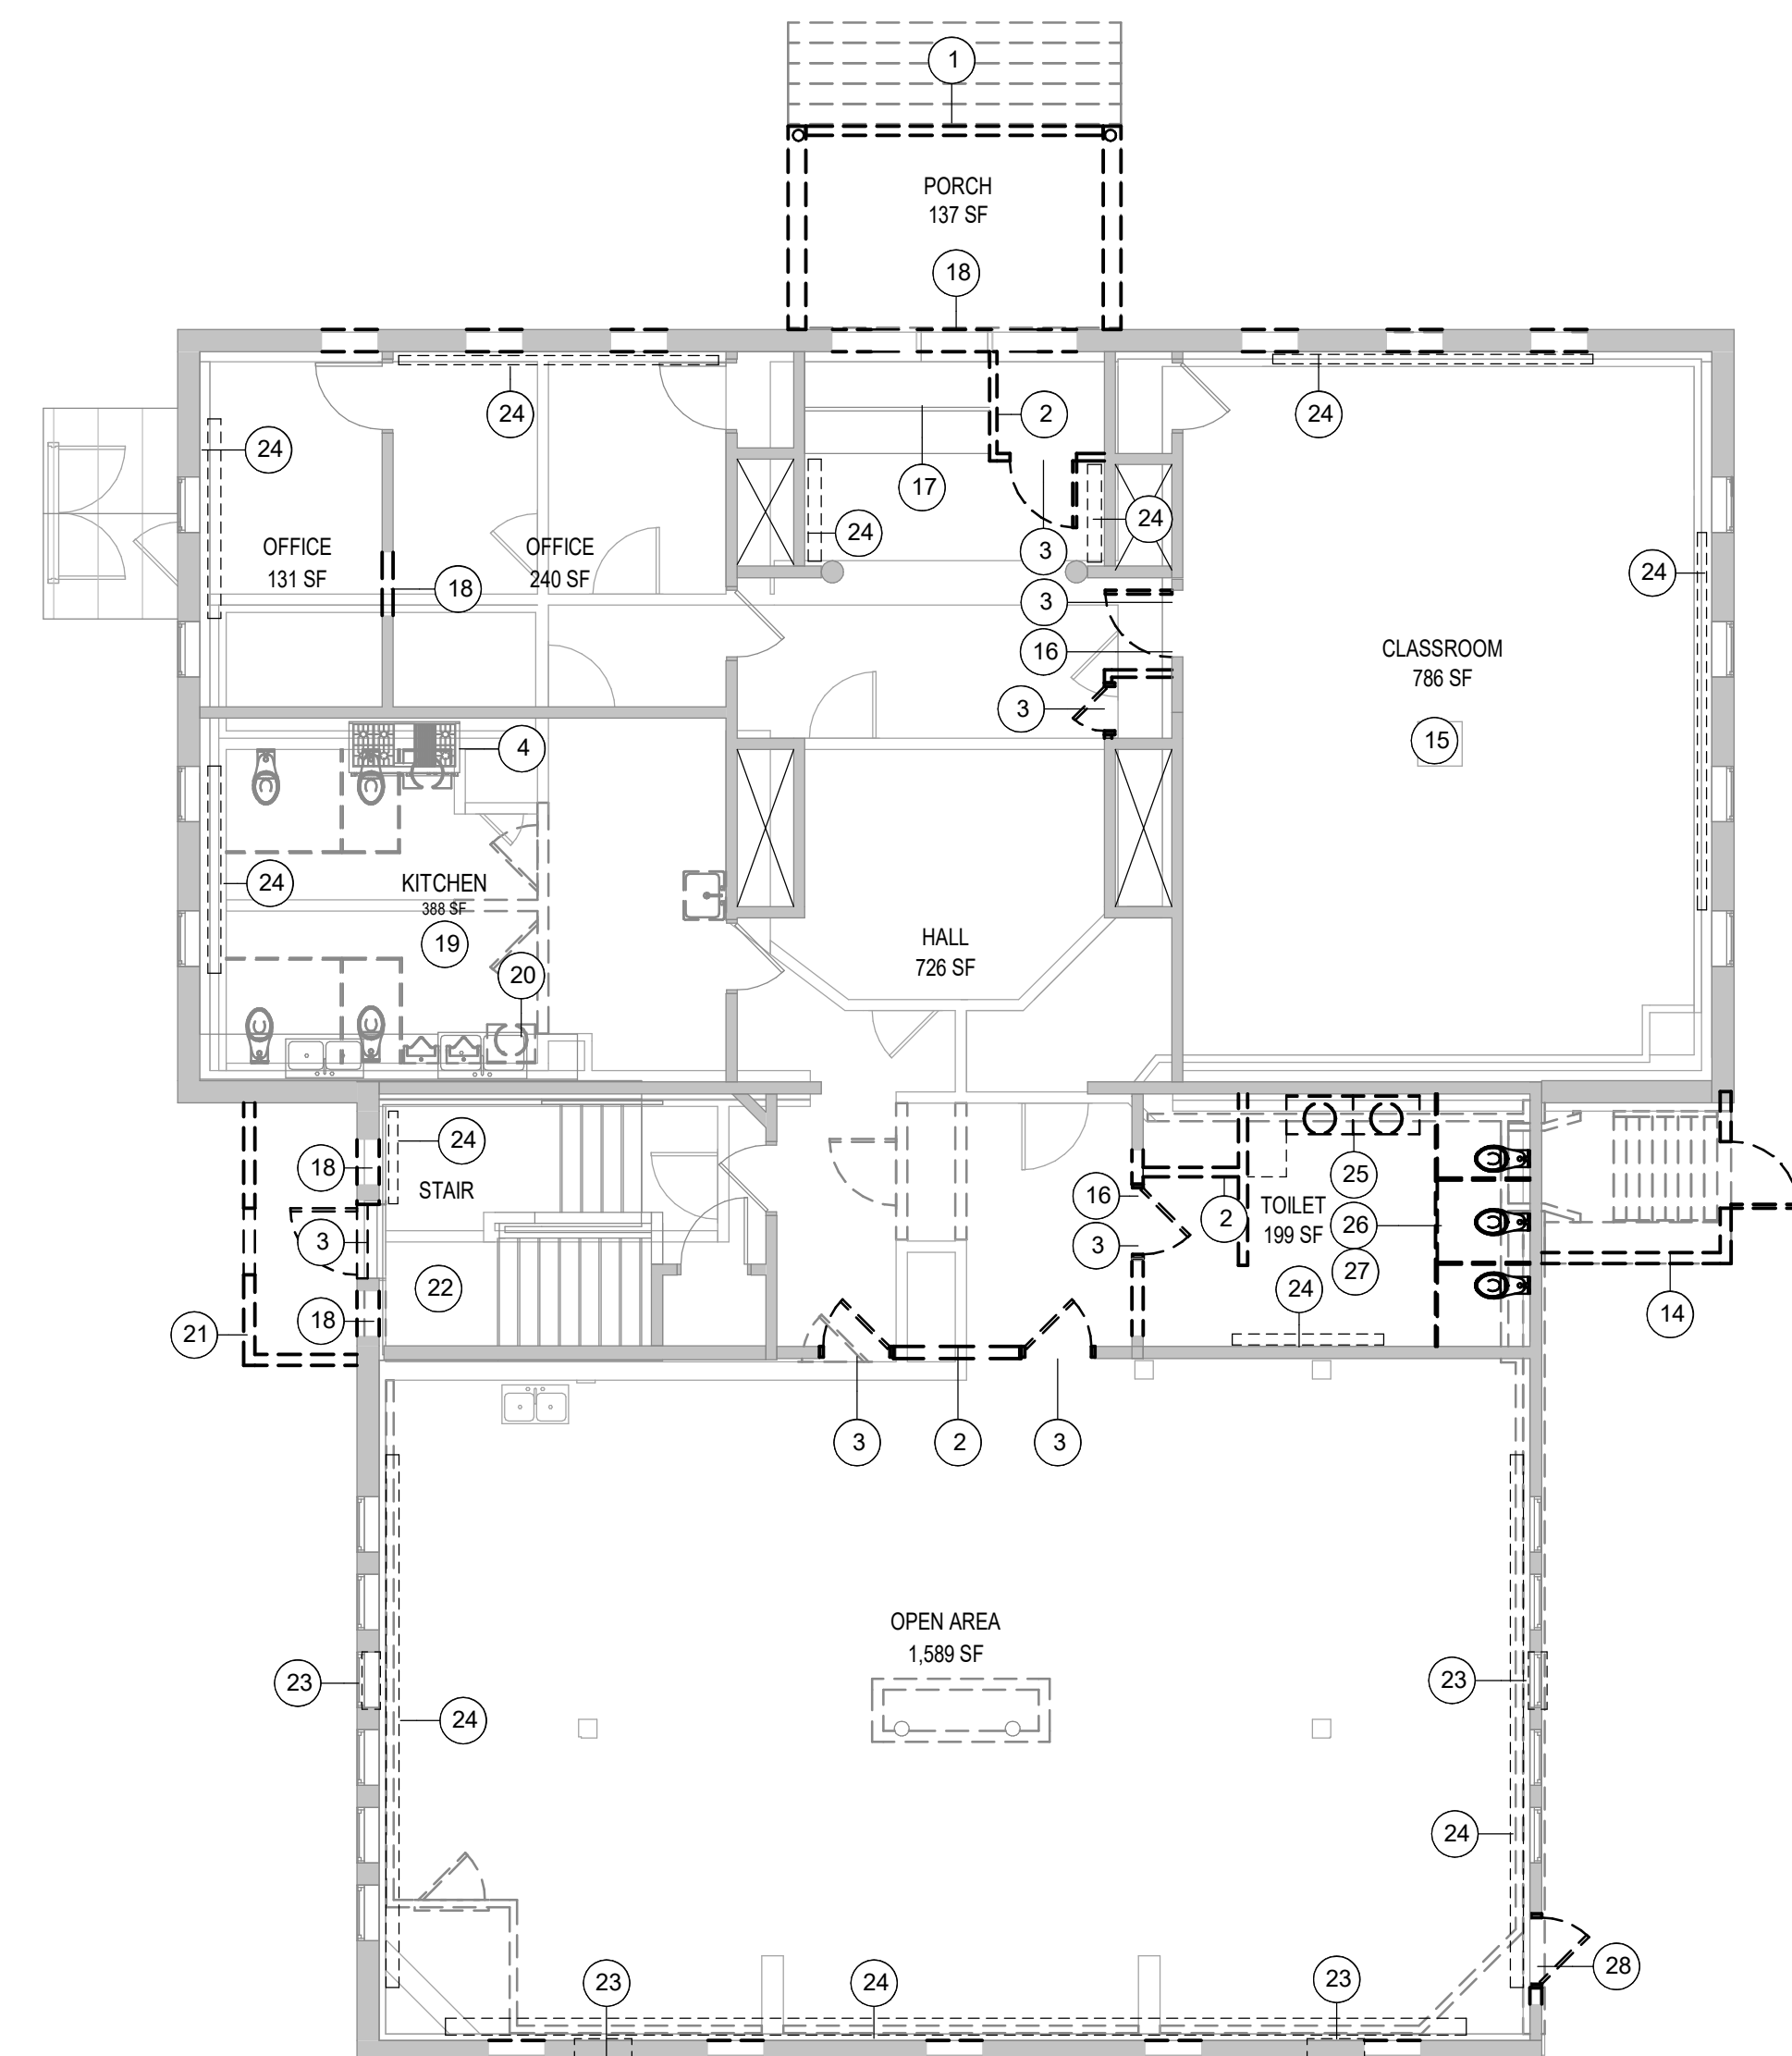 1
PORCH
137 SF
18
24
24
2
24
17
24
24
3
OFFICE
131 SF
OFFICE
240 SF
18
24
3
16
3
CLASSROOM
786 SF
15
4
24
KITCHEN
388 SF
19
20
HALL
726 SF
24
18
STAIR
16
25
2
TOILET
199 SF
26
3
3
27
22
24
21
18
14
3
2
3
OPEN AREA
1,589 SF
23
23
24
24
28
23
24
23